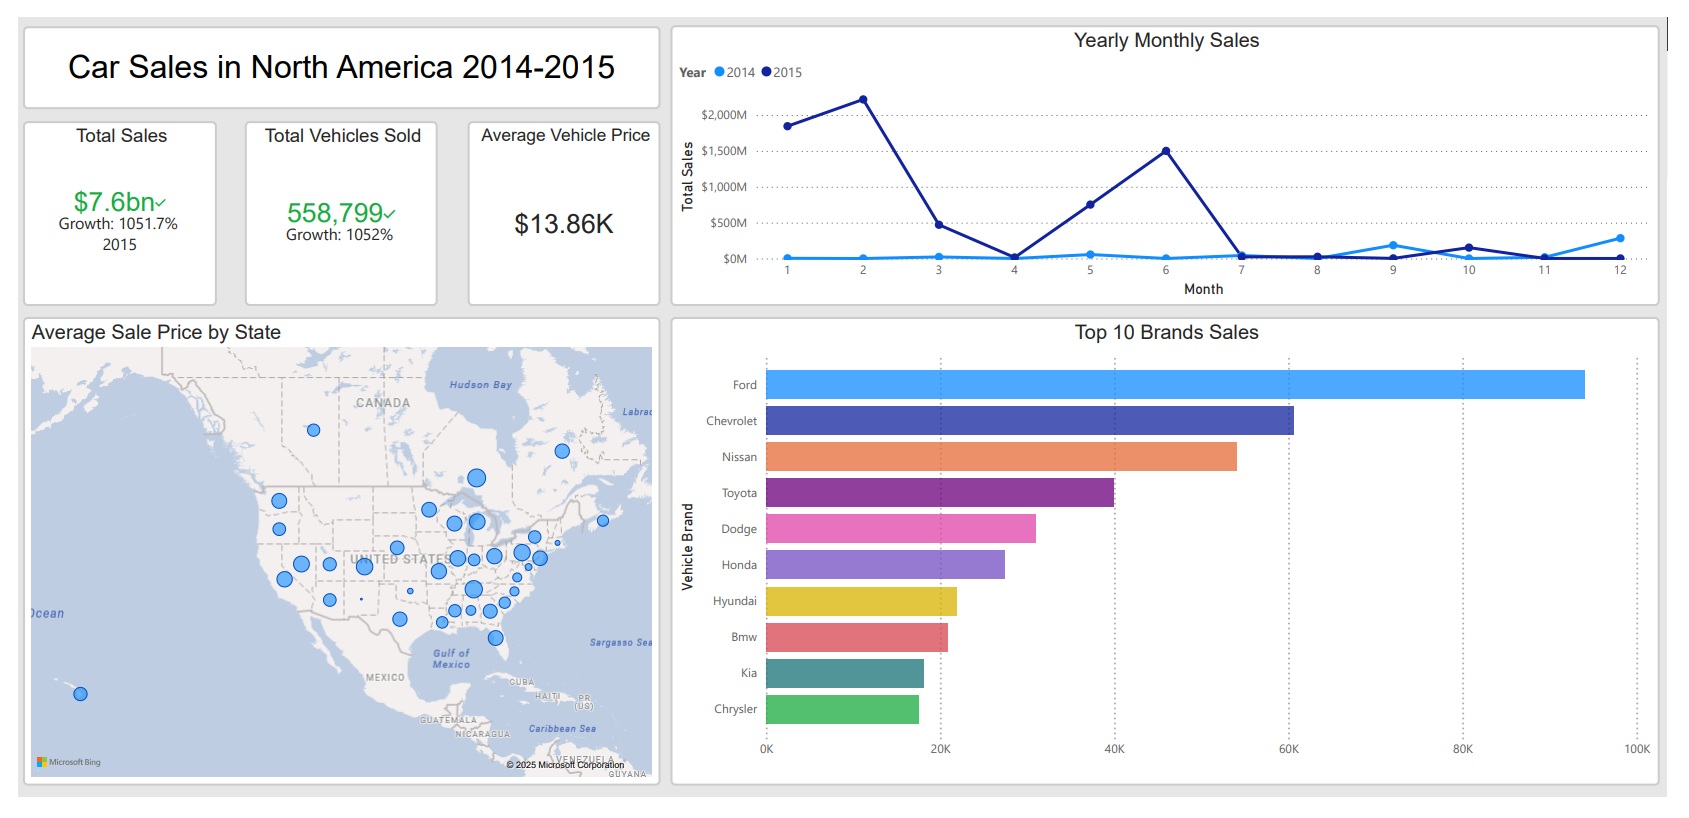 Car Sales in North America 2014-2015
Total Sales
$7.6bn✓
Growth: 1051.7%
2015
Total Vehicles Sold
558,799✓
Growth: 1052%
Average Vehicle Price
$13.86K
Yearly Monthly Sales
Year 2014 2015
Total Sales
$2,000M
$1,500M
$1,000M
$500M
$0M
1 2 3 4 5 6 7 8 9 10 11 12
Month
Average Sale Price by State
Hudson Bay
CANADA
Labrac
UNITED STATES
Ocean
Sargasso Sea
Gulf of
Mexico
MEXICO
CUBA
HAITI
PR
(US)
GUATEMALA
Caribbean Sea
NICARAGUA
VENEZUELA
GUYANA
Microsoft Bing
© 2025 Microsoft Corporation
Top 10 Brands Sales
Vehicle Brand
Ford
Chevrolet
Nissan
Toyota
Dodge
Honda
Hyundai
Bmw
Kia
Chrysler
0K 20K 40K 60K 80K 100K